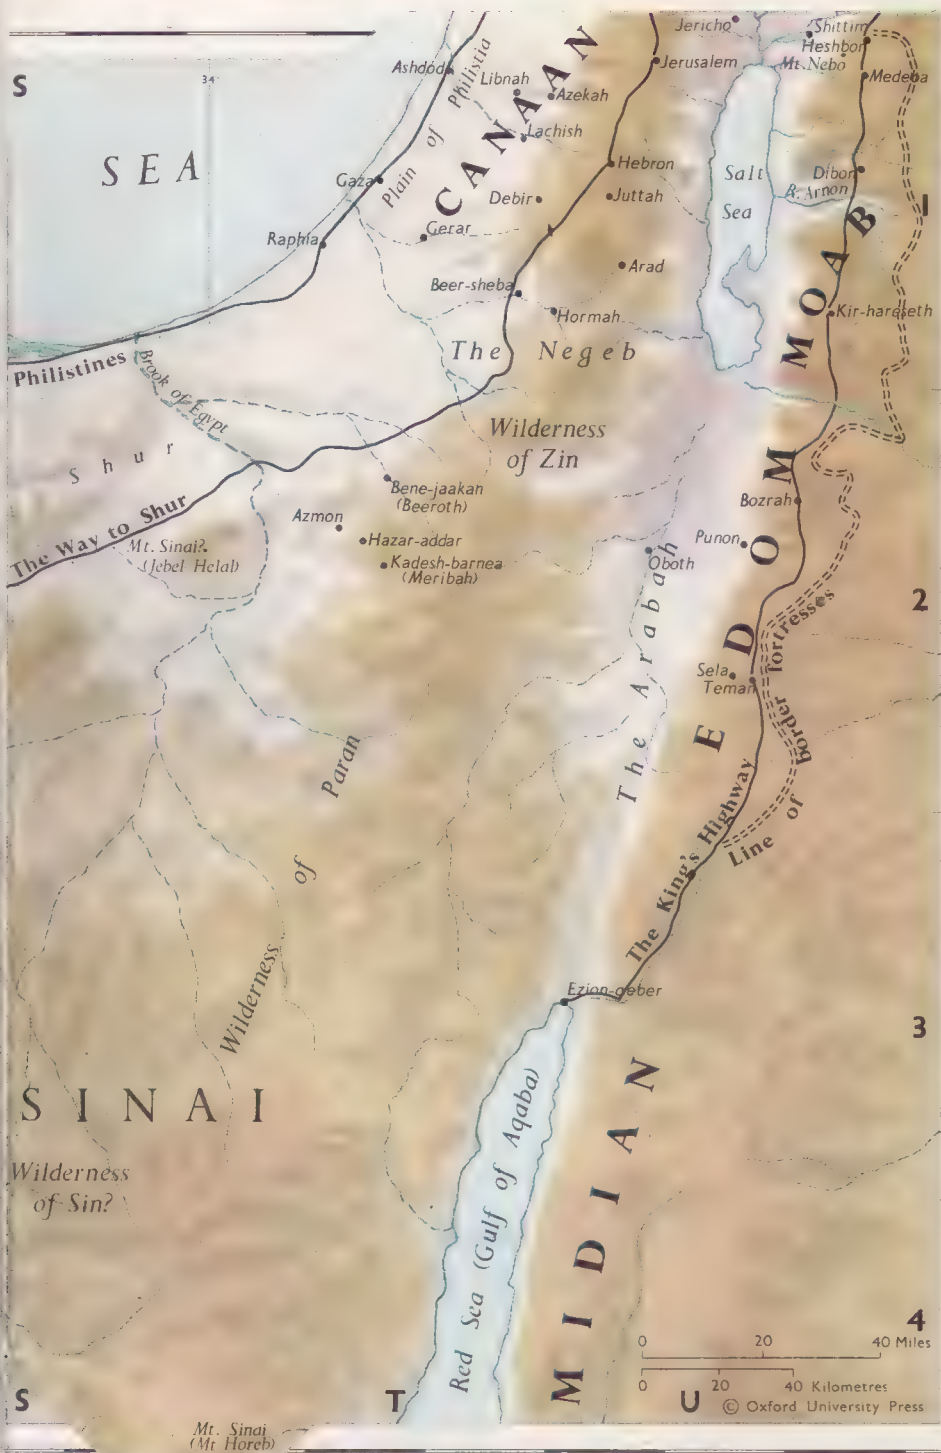 S
34
SEA
Ashdod
Plain of Philistia
Libnah
Azekah
Lachish
CANAAN
Jericho
Jerusalem
Shittim
Heshbon
Mt. Nebo
Medeba
Gaza
Hebron
Debir
Juttah
Salt
Sea
Dibon
R. Arnon
1
Raphia
Gerar
Arad
Beer-sheba
Hormah
MOAB
Kir-hareseth
Philistines
Brook of Egypt
The Negeb
Shur
Wilderness
of Zin
The Way to Shur
Bene-jaakan
(Beeroth)
Azmon
Hazar-addar
Kadesh-barnea
(Meribah)
Mt. Sinai?
(Jebel Helal)
Bozrah
Punon
Oboth
EDOM
2
The Arabah
Sela
Teman
Line of border fortresses
The King's Highway
Wilderness of Paran
Ezion-geber
3
SINAI
Wilderness
of Sin?
Red Sea (Gulf of Aqaba)
MIDIAN
4
0 20 40 Miles
0 20 40 Kilometres
S
T
U
© Oxford University Press
Mt. Sinai
(Mt Horeb)